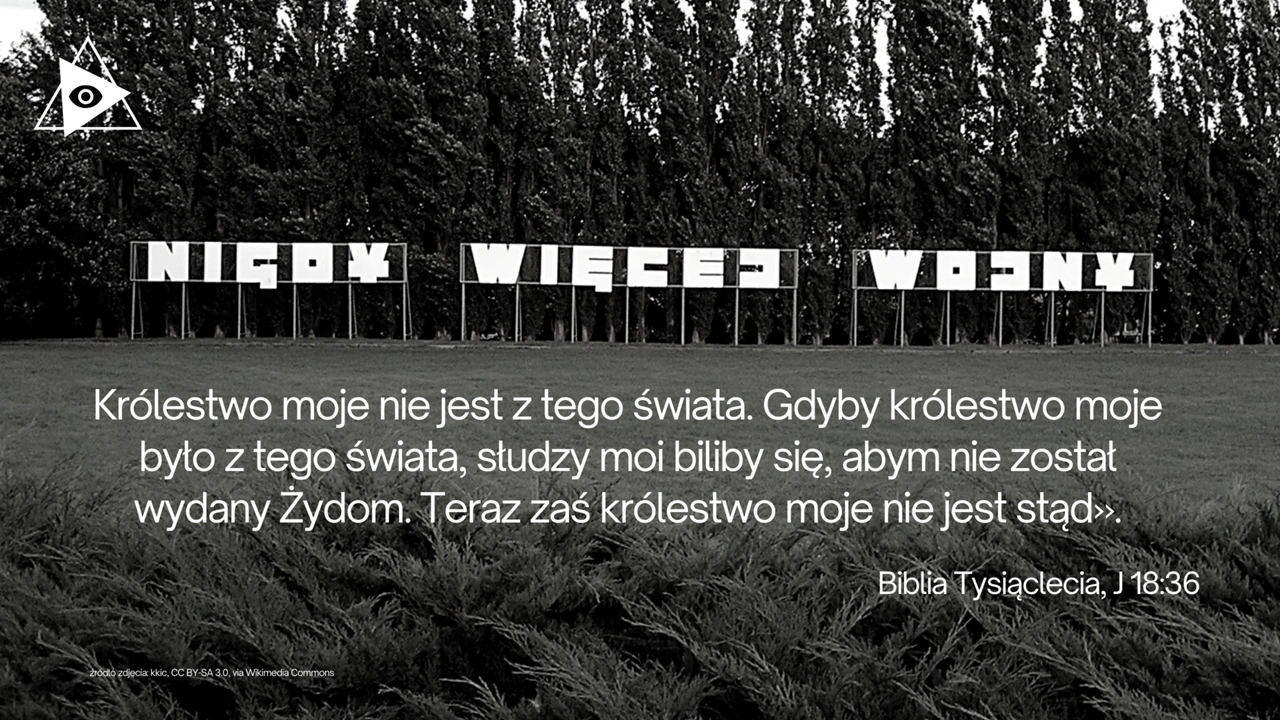 NIGDY WIĘCEJ WOJNY
Królestwo moje nie jest z tego świata. Gdyby królestwo moje
było z tego świata, słudzy moi biliby się, abym nie został
wydany Żydom. Teraz zaś królestwo moje nie jest stąd».
Biblia Tysiąclecia, J 18:36
źródło zdjęcia: kkic, CC BY-SA 3.0, via Wikimedia Commons